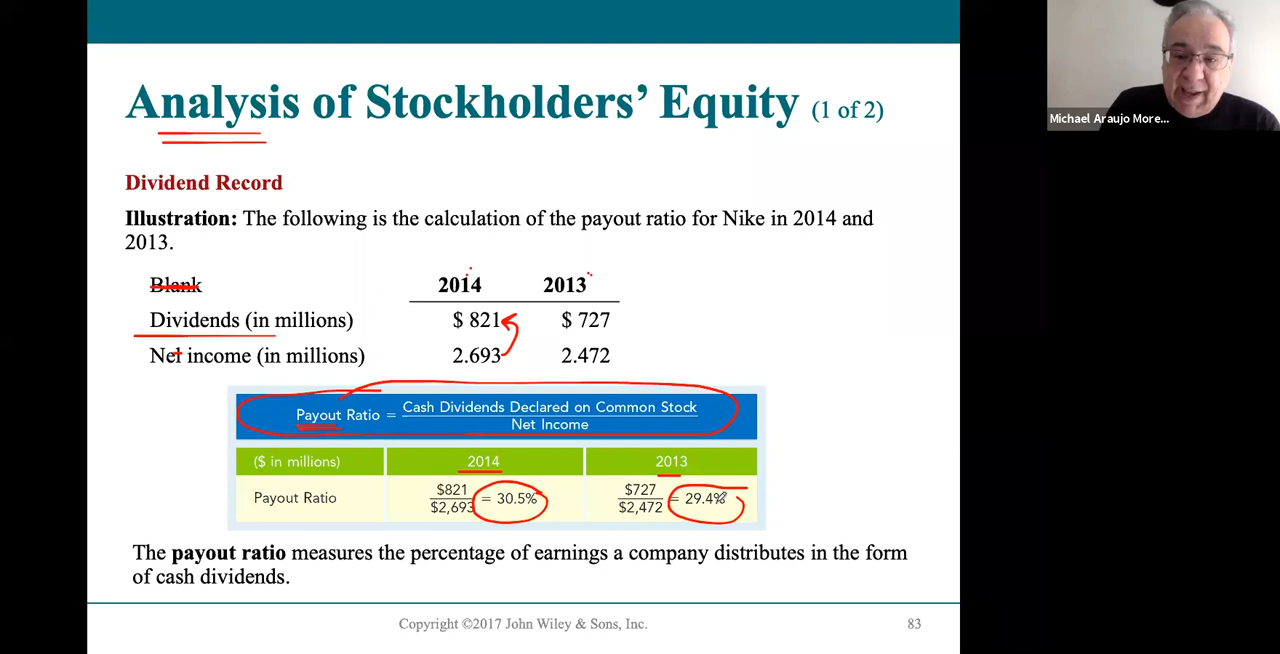 Analysis of Stockholders' Equity (1 of 2)
Michael Araujo More...
Dividend Record
Illustration: The following is the calculation of the payout ratio for Nike in 2014 and
2013.
Blank 2014 2013
Dividends (in millions) $ 821 $ 727
Net income (in millions) 2.693 2.472
Payout Ratio = Cash Dividends Declared on Common Stock
Net Income
($ in millions) 2014 2013
Payout Ratio $821 = 30.5% $727 = 29.4%
$2,693 $2,472
The payout ratio measures the percentage of earnings a company distributes in the form
of cash dividends.
Copyright ©2017 John Wiley & Sons, Inc. 83